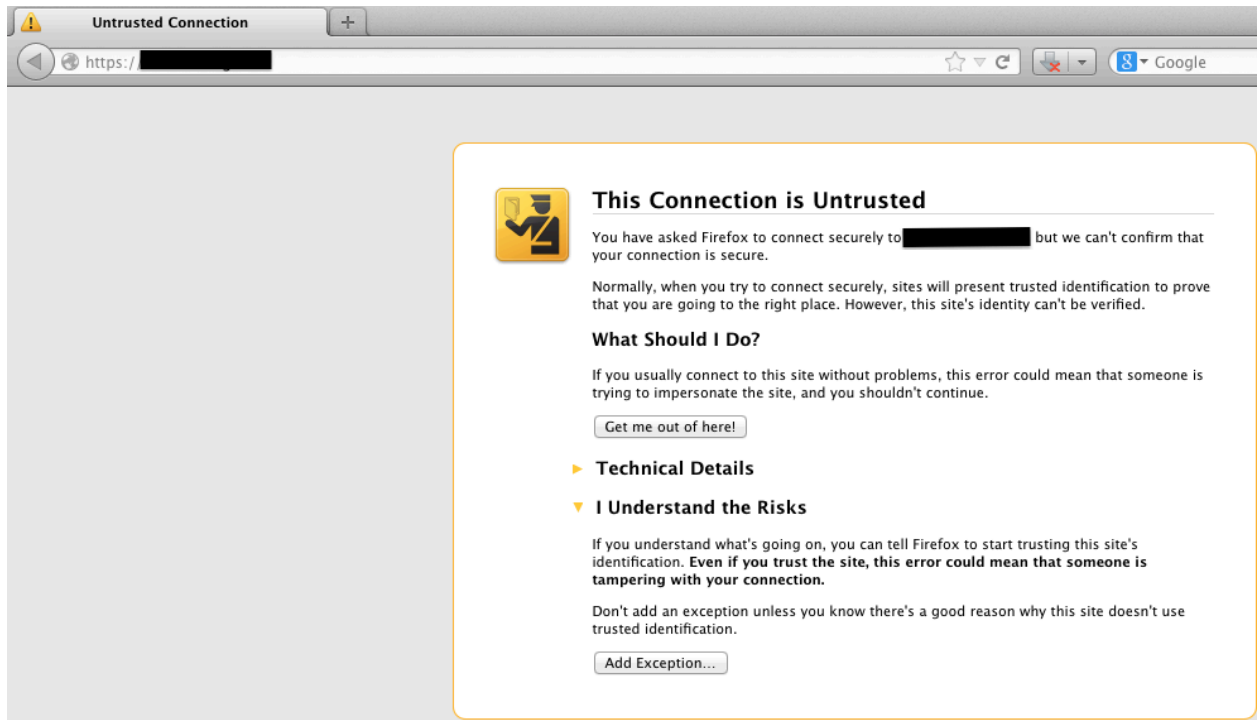 Untrusted Connection
https:/
Google
This Connection is Untrusted
You have asked Firefox to connect securely to but we can't confirm that
your connection is secure.
Normally, when you try to connect securely, sites will present trusted identification to prove
that you are going to the right place. However, this site's identity can't be verified.
What Should I Do?
If you usually connect to this site without problems, this error could mean that someone is
trying to impersonate the site, and you shouldn't continue.
Get me out of here!
Technical Details
I Understand the Risks
If you understand what's going on, you can tell Firefox to start trusting this site's
identification. Even if you trust the site, this error could mean that someone is
tampering with your connection.
Don't add an exception unless you know there's a good reason why this site doesn't use
trusted identification.
Add Exception...